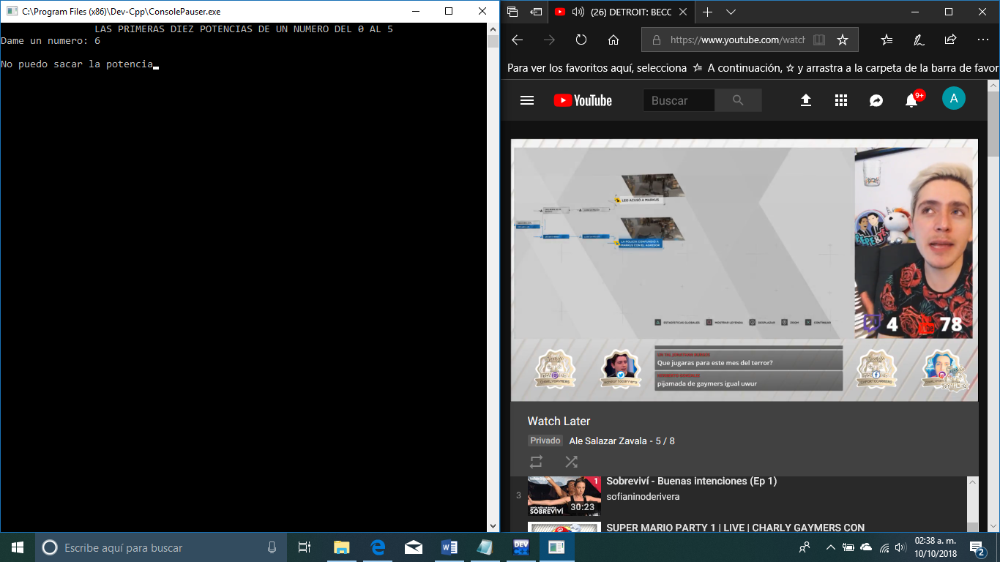 C:\Program Files (x86)\Dev-Cpp\ConsolePauser.exe
LAS PRIMERAS DIEZ POTENCIAS DE UN NUMERO DEL 0 AL 5
Dame un numero: 6
No puedo sacar la potencia
(26) DETROIT: BECC
https://www.youtube.com/watch
Para ver los favoritos aquí, selecciona A continuación, y arrastra a la carpeta de la barra de favor
YouTube
Buscar
9+
A
LEO ACUSÓ A MARKUS
LA POLICÍA CONFUNDIÓ A
MARKUS CON EL AGRESOR
ESTADÍSTICAS GLOBALES
MOSTRAR LEYENDA
DESPLAZAR
ZOOM
CONTINUAR
4
78
Que jugaras para este mes del terror?
pijamada de gaymers igual uwur
CHARLYGAYMERS
Watch Later
Privado Ale Salazar Zavala - 5 / 8
3
1
SOBREVIVÍ
30:23
Sobreviví - Buenas intenciones (Ep 1)
sofianinoderivera
SUPER MARIO PARTY 1 | LIVE | CHARLY GAYMERS CON
Escribe aquí para buscar
DEV
02:38 a. m.
10/10/2018
2